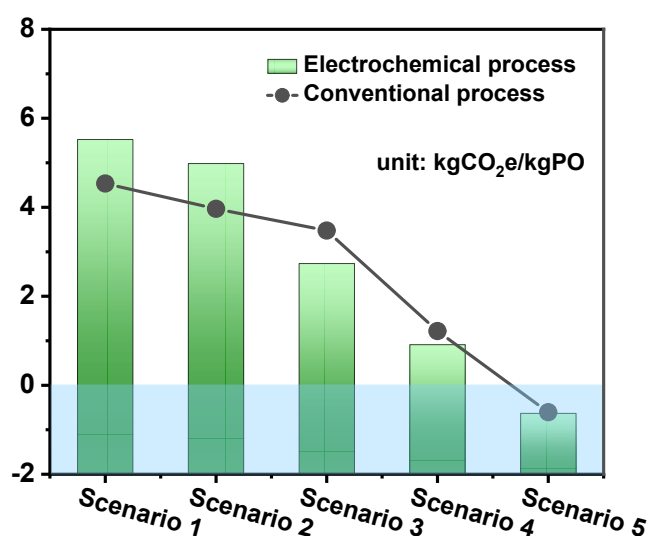 8
6
4
2
0
-2
Electrochemical process
Conventional process
unit: kgCO₂e/kgPO
Scenario 1
Scenario 2
Scenario 3
Scenario 4
Scenario 5